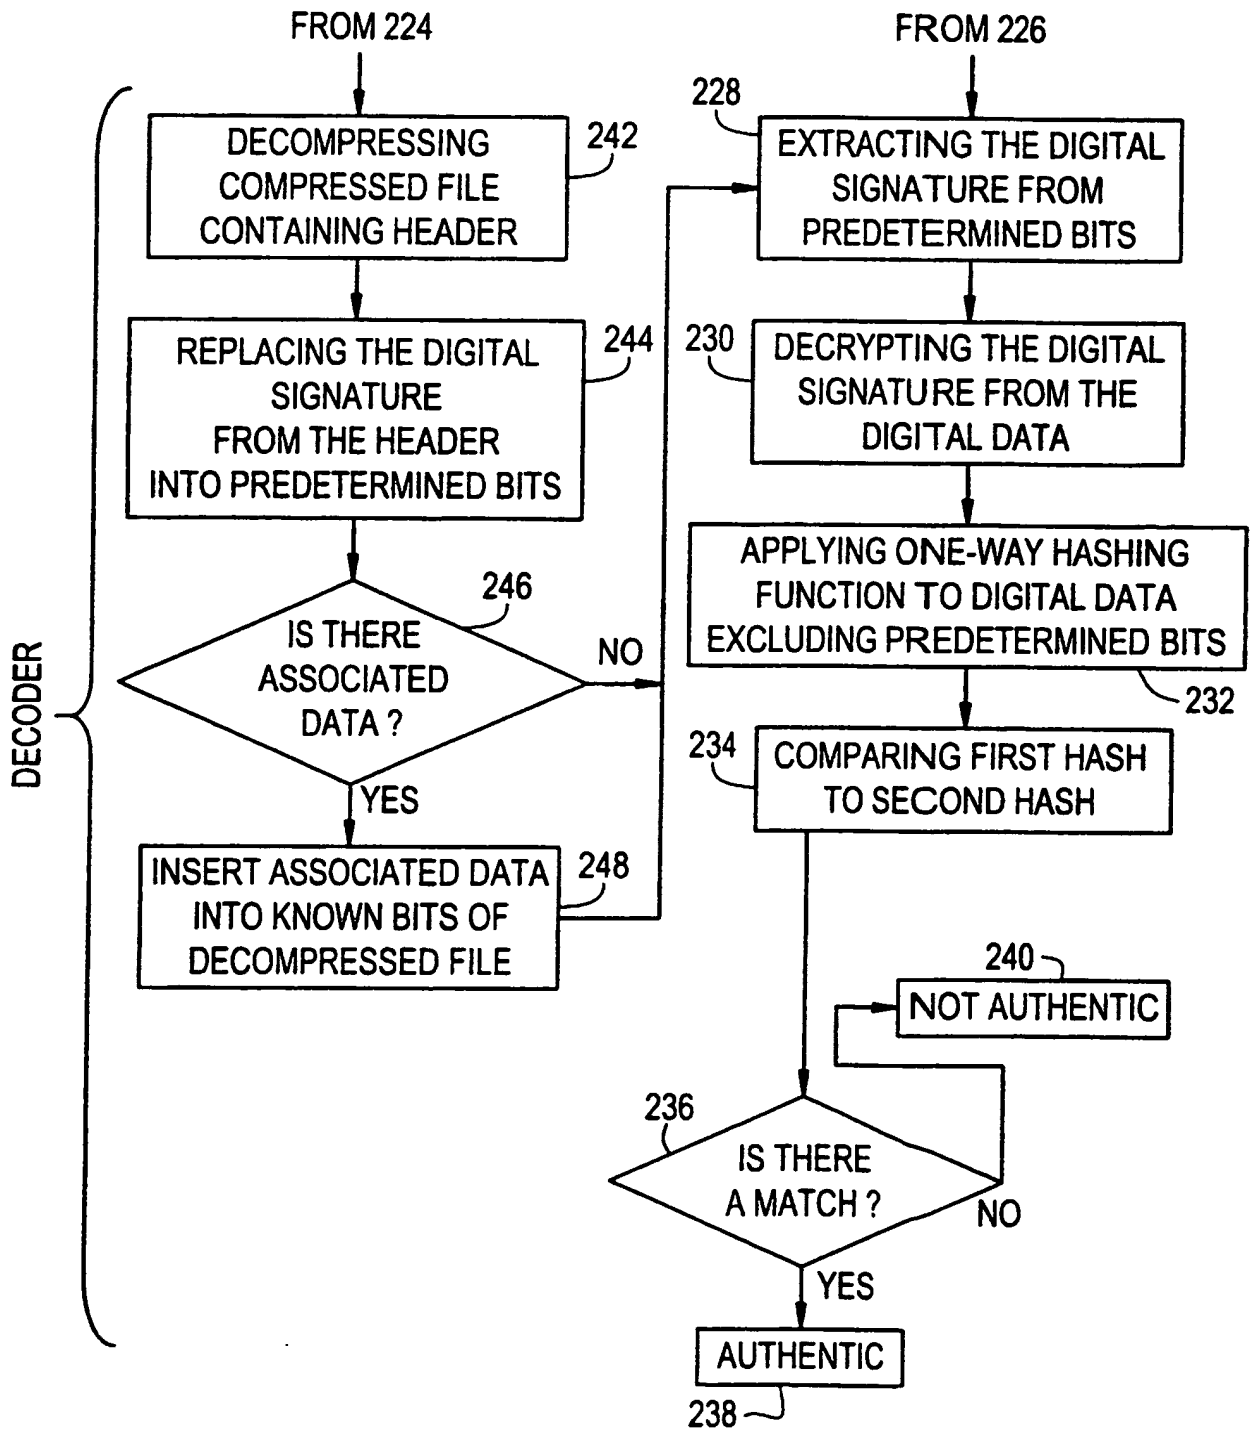 FROM 224
DECOMPRESSING
COMPRESSED FILE
CONTAINING HEADER
242
REPLACING THE DIGITAL
SIGNATURE
FROM THE HEADER
INTO PREDETERMINED BITS
244
246
IS THERE
ASSOCIATED
DATA ?
NO
YES
INSERT ASSOCIATED DATA
INTO KNOWN BITS OF
DECOMPRESSED FILE
248
DECODER
FROM 226
228
EXTRACTING THE DIGITAL
SIGNATURE FROM
PREDETERMINED BITS
230
DECRYPTING THE DIGITAL
SIGNATURE FROM THE
DIGITAL DATA
APPLYING ONE-WAY HASHING
FUNCTION TO DIGITAL DATA
EXCLUDING PREDETERMINED BITS
232
234
COMPARING FIRST HASH
TO SECOND HASH
240
NOT AUTHENTIC
236
IS THERE
A MATCH ?
NO
YES
AUTHENTIC
238